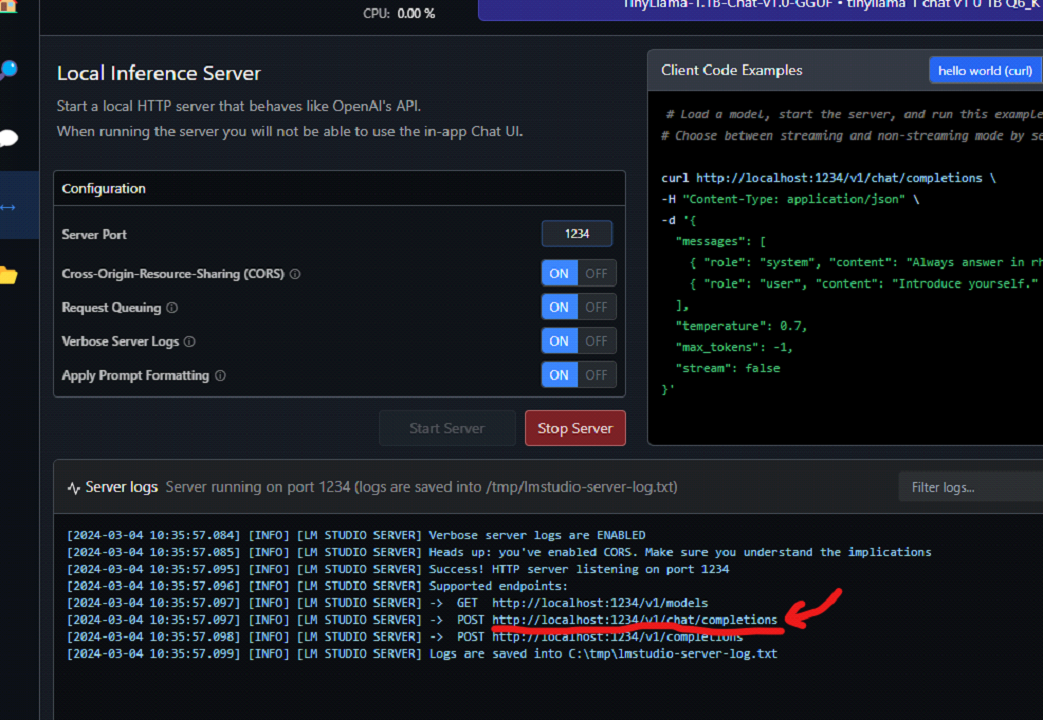 CPU: 0.00 %
TinyLlama-1.1B-Chat-v1.0-GGUF • tinyllama 1 chat v1 0 1B Q6_K
Local Inference Server
Start a local HTTP server that behaves like OpenAI's API.
When running the server you will not be able to use the in-app Chat UI.
Configuration
Server Port 1234
Cross-Origin-Resource-Sharing (CORS) ON OFF
Request Queuing ON OFF
Verbose Server Logs ON OFF
Apply Prompt Formatting ON OFF
Start Server Stop Server
Client Code Examples hello world (curl)
# Load a model, start the server, and run this example
# Choose between streaming and non-streaming mode by se
curl http://localhost:1234/v1/chat/completions \
-H "Content-Type: application/json" \
-d '{
"messages": [
{ "role": "system", "content": "Always answer in rh
{ "role": "user", "content": "Introduce yourself."
],
"temperature": 0.7,
"max_tokens": -1,
"stream": false
}'
Server logs Server running on port 1234 (logs are saved into /tmp/lmstudio-server-log.txt) Filter logs...
[2024-03-04 10:35:57.084] [INFO] [LM STUDIO SERVER] Verbose server logs are ENABLED
[2024-03-04 10:35:57.085] [INFO] [LM STUDIO SERVER] Heads up: you've enabled CORS. Make sure you understand the implications
[2024-03-04 10:35:57.095] [INFO] [LM STUDIO SERVER] Success! HTTP server listening on port 1234
[2024-03-04 10:35:57.096] [INFO] [LM STUDIO SERVER] Supported endpoints:
[2024-03-04 10:35:57.097] [INFO] [LM STUDIO SERVER] -> GET http://localhost:1234/v1/models
[2024-03-04 10:35:57.097] [INFO] [LM STUDIO SERVER] -> POST http://localhost:1234/v1/chat/completions
[2024-03-04 10:35:57.098] [INFO] [LM STUDIO SERVER] -> POST http://localhost:1234/v1/completions
[2024-03-04 10:35:57.099] [INFO] [LM STUDIO SERVER] Logs are saved into C:\tmp\lmstudio-server-log.txt